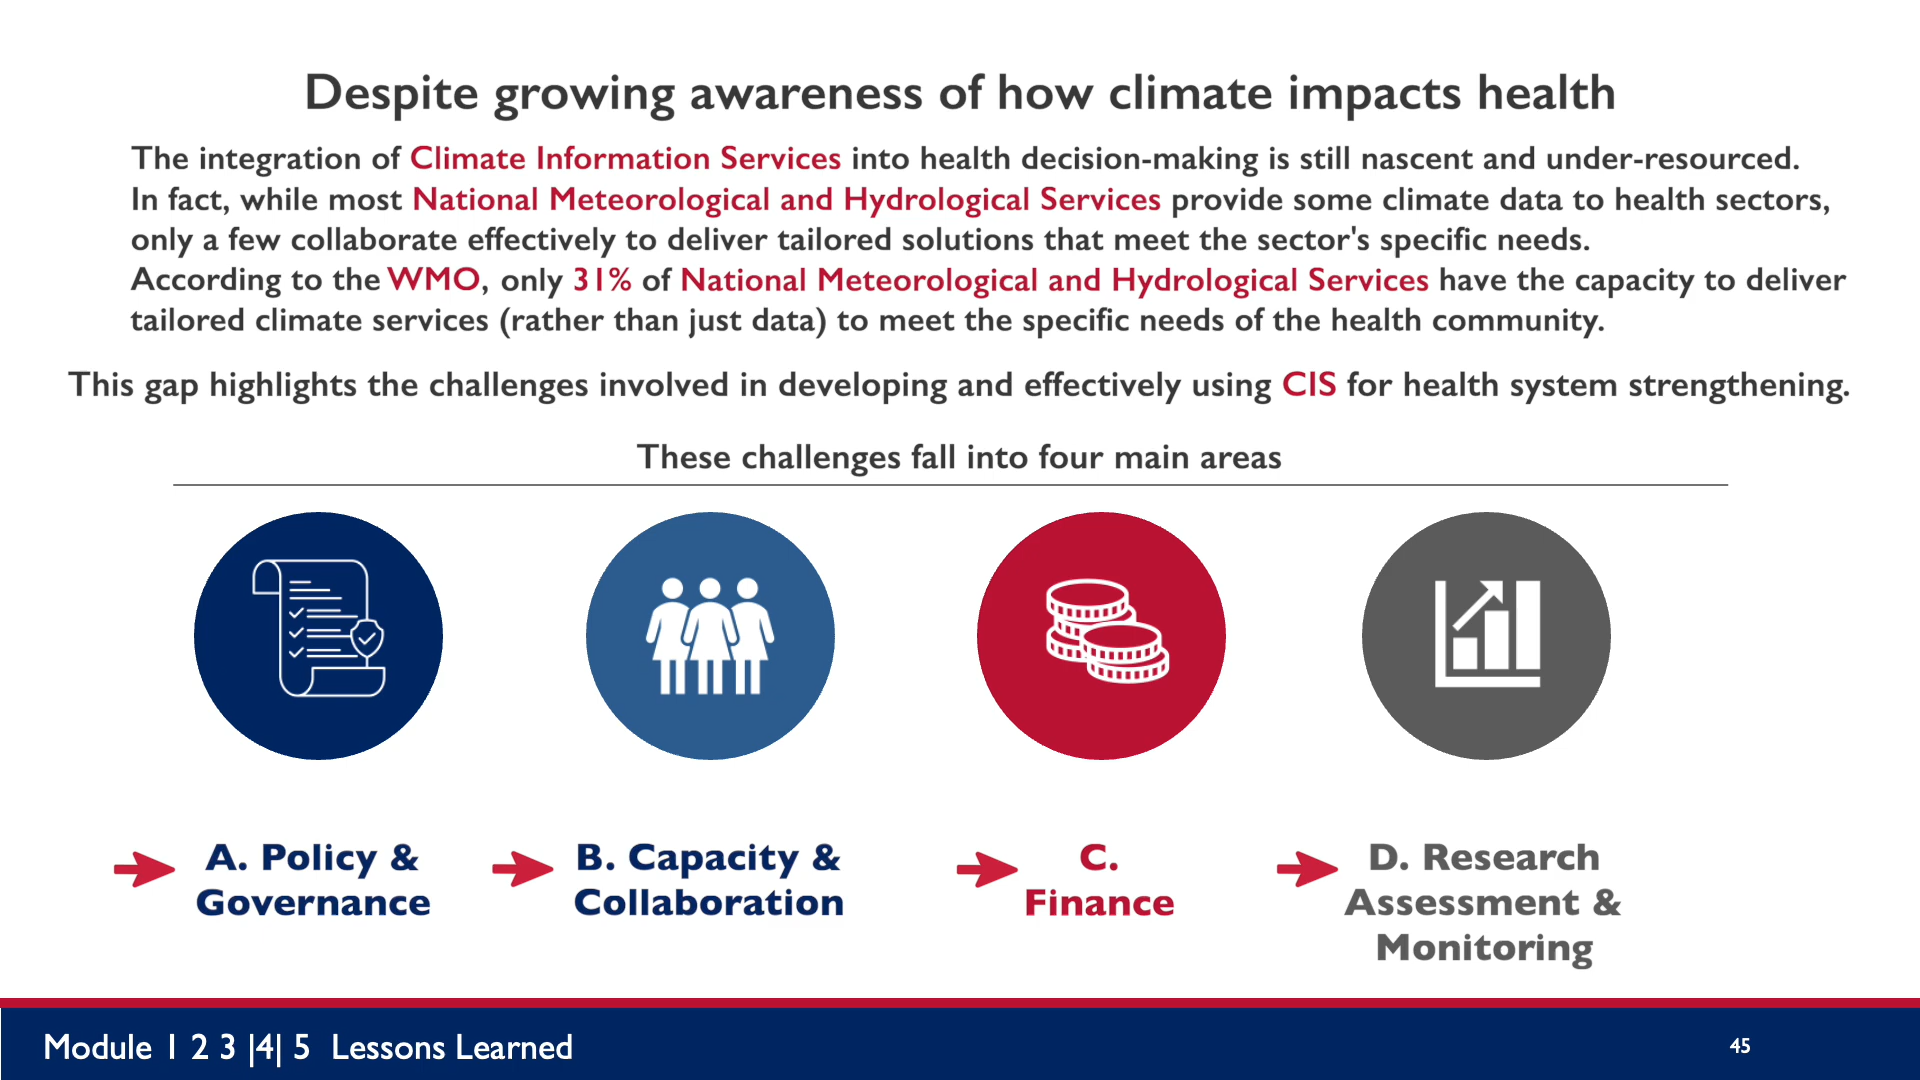 Despite growing awareness of how climate impacts health
The integration of Climate Information Services into health decision-making is still nascent and under-resourced.
In fact, while most National Meteorological and Hydrological Services provide some climate data to health sectors,
only a few collaborate effectively to deliver tailored solutions that meet the sector's specific needs.
According to the WMO, only 31% of National Meteorological and Hydrological Services have the capacity to deliver
tailored climate services (rather than just data) to meet the specific needs of the health community.
This gap highlights the challenges involved in developing and effectively using CIS for health system strengthening.
These challenges fall into four main areas
A. Policy &
Governance
B. Capacity &
Collaboration
C.
Finance
D. Research
Assessment &
Monitoring
Module 1 2 3 |4| 5 Lessons Learned
45